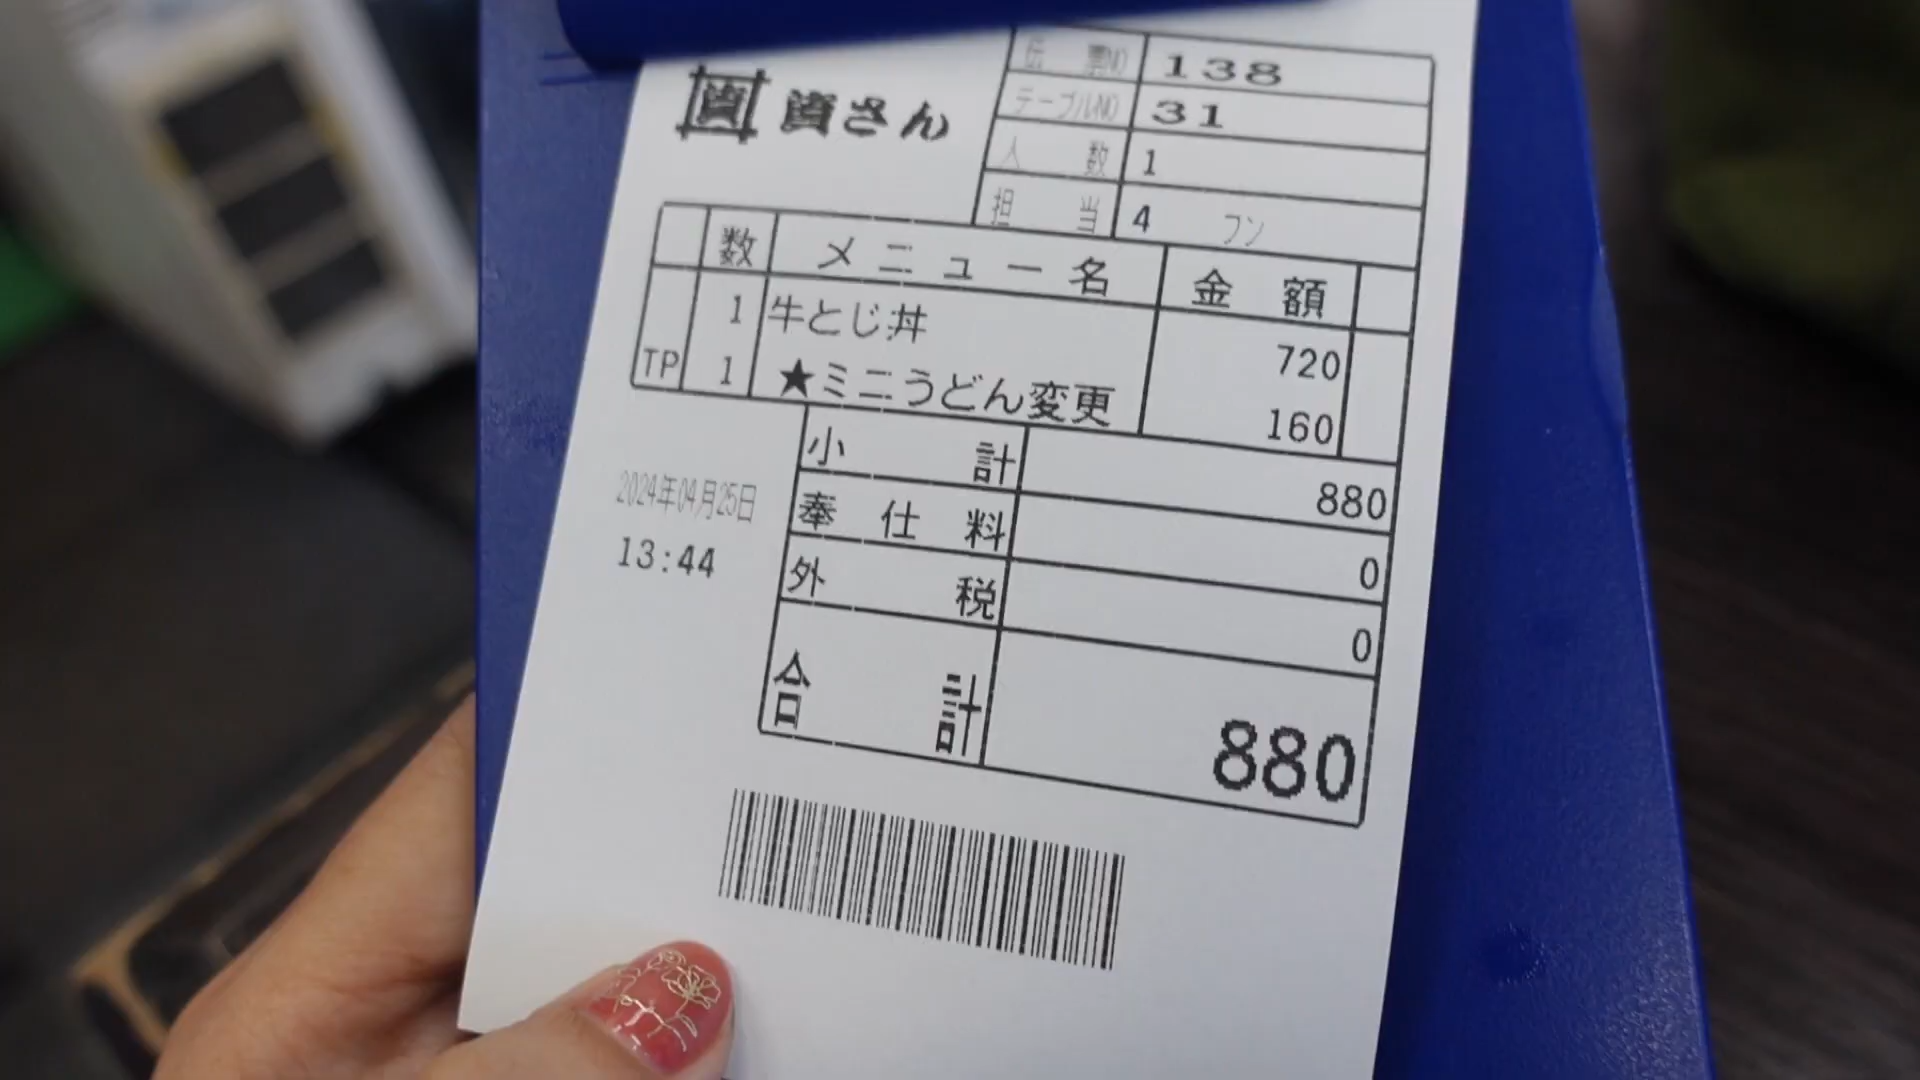 資 資さん
伝票NO 138
テーブルNO 31
人数 1
担当 4 フン
数 メニュー名 金額
1 牛とじ丼 720
TP 1 ★ミニうどん変更 160
小計 880
2024年04月25日
奉仕料 0
13:44
外税 0
合計 880